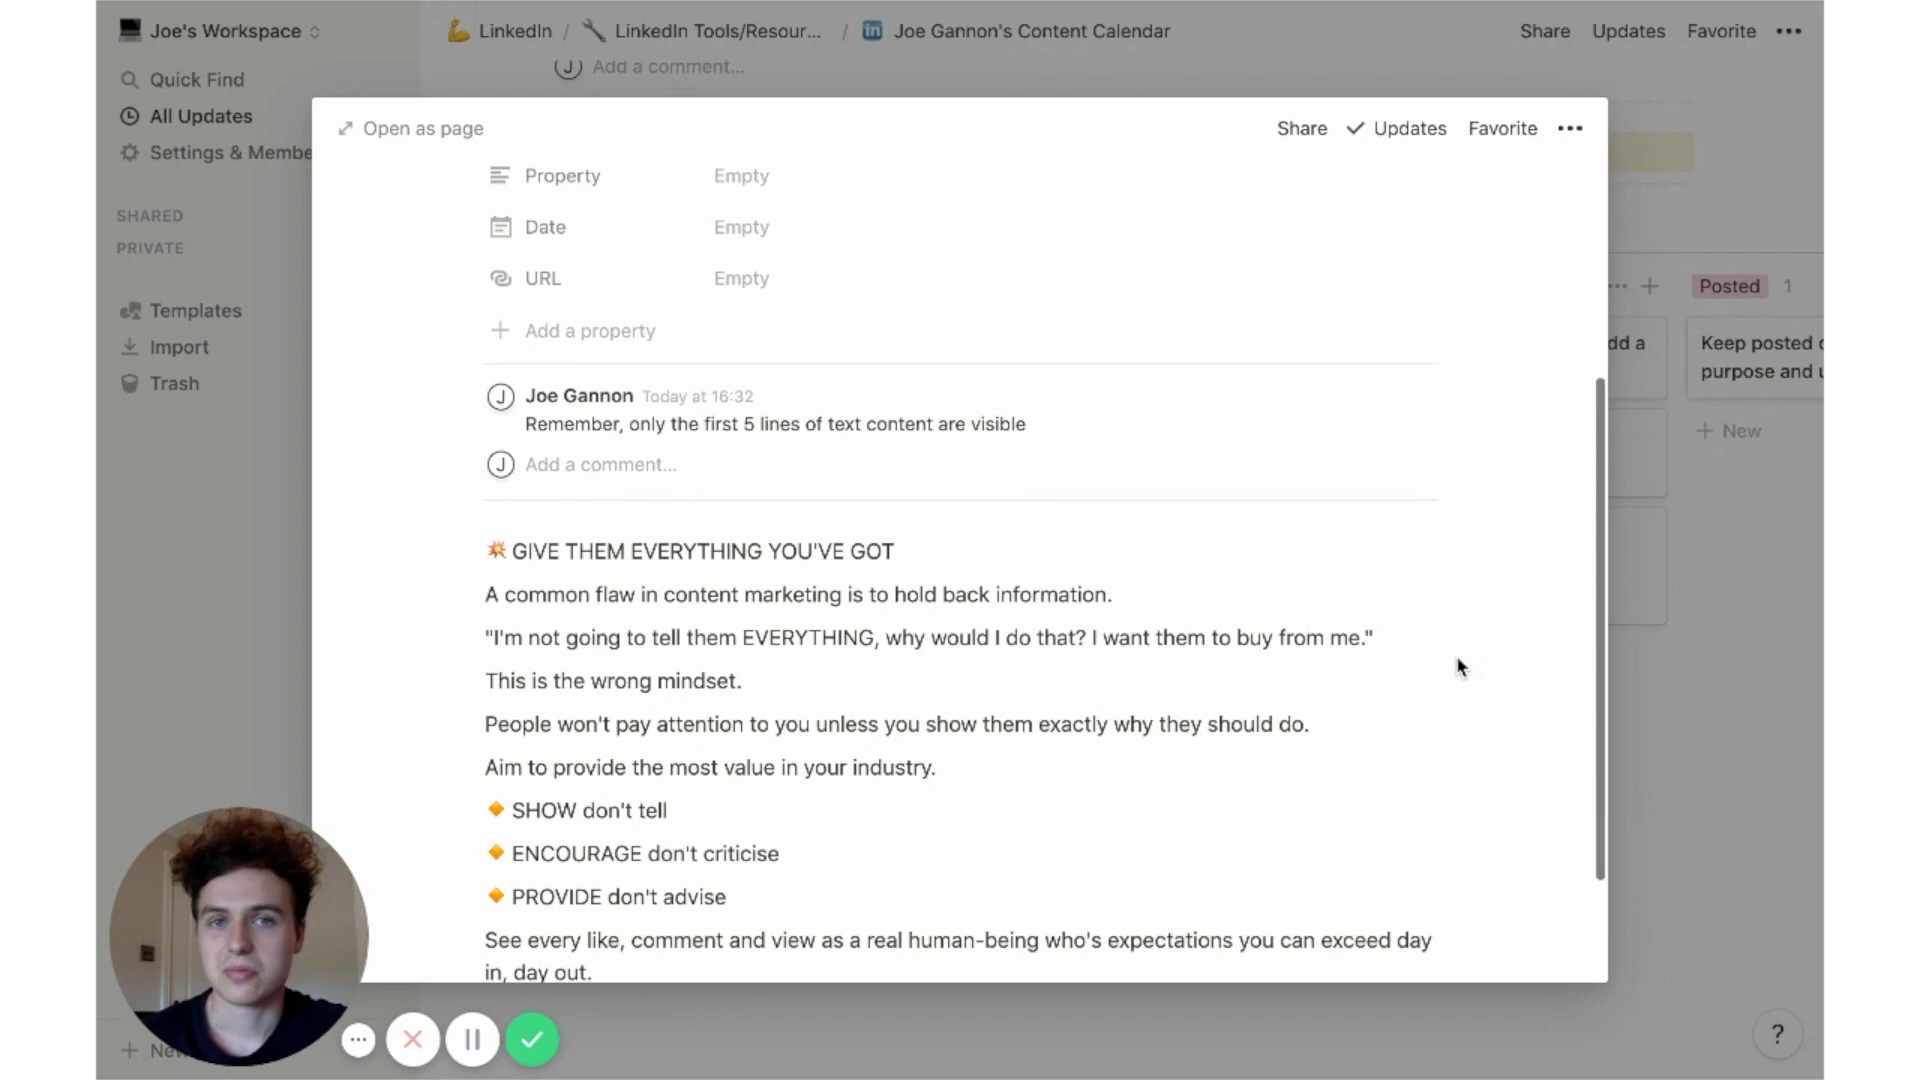 Joe's Workspace
LinkedIn / LinkedIn Tools/Resour... / in Joe Gannon's Content Calendar
Share Updates Favorite •••
Quick Find
All Updates
Settings & Membe
SHARED
PRIVATE
Templates
Import
Trash
+ New
J Add a comment...
Open as page
Share ✓ Updates Favorite •••
Property Empty
Date Empty
URL Empty
+ Add a property
J Joe Gannon Today at 16:32
Remember, only the first 5 lines of text content are visible
J Add a comment...
💥 GIVE THEM EVERYTHING YOU'VE GOT
A common flaw in content marketing is to hold back information.
"I'm not going to tell them EVERYTHING, why would I do that? I want them to buy from me."
This is the wrong mindset.
People won't pay attention to you unless you show them exactly why they should do.
Aim to provide the most value in your industry.
🔸 SHOW don't tell
🔸 ENCOURAGE don't criticise
🔸 PROVIDE don't advise
See every like, comment and view as a real human-being who's expectations you can exceed day
in, day out.
••• + Posted 1
dd a
Keep posted
purpose and
+ New
?